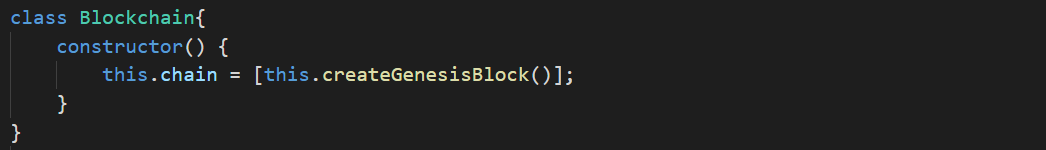 class Blockchain{
    constructor() {
        this.chain = [this.createGenesisBlock()];
    }
}